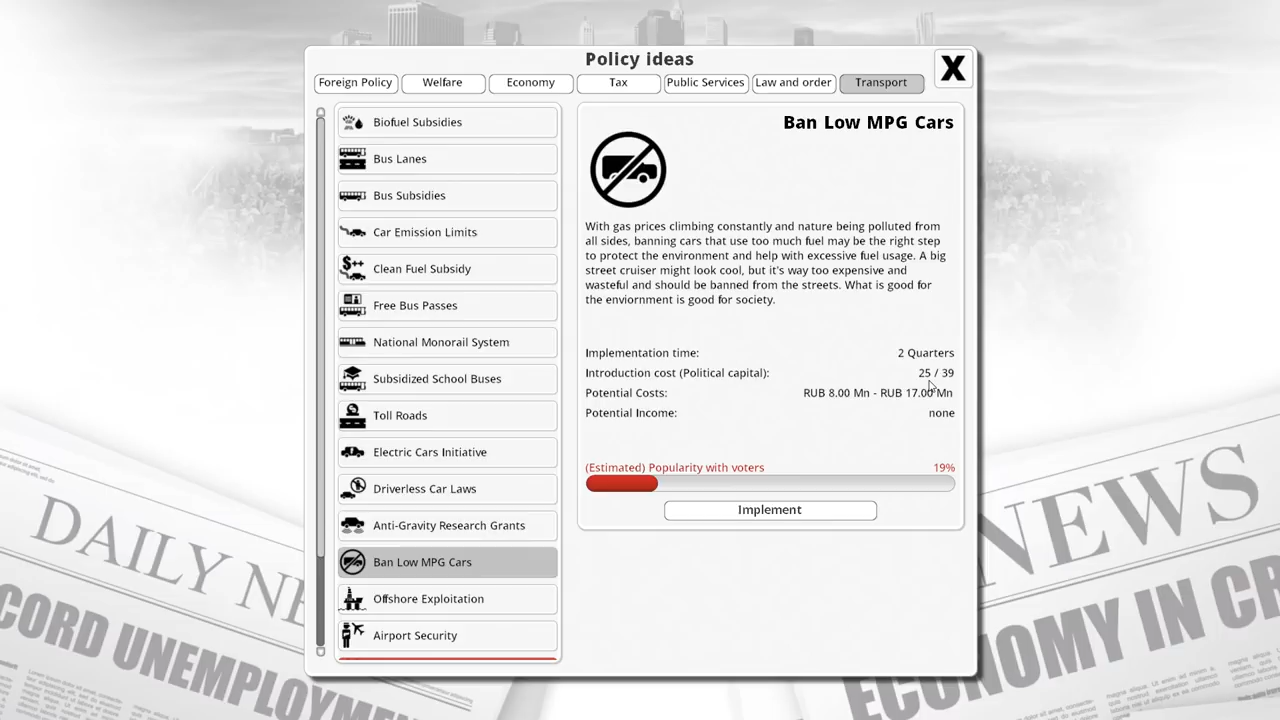 Policy ideas
X
Foreign Policy
Welfare
Economy
Tax
Public Services
Law and order
Transport
Biofuel Subsidies
Bus Lanes
Bus Subsidies
Car Emission Limits
Clean Fuel Subsidy
Free Bus Passes
National Monorail System
Subsidized School Buses
Toll Roads
Electric Cars Initiative
Driverless Car Laws
Anti-Gravity Research Grants
Ban Low MPG Cars
Offshore Exploitation
Airport Security
Ban Low MPG Cars
With gas prices climbing constantly and nature being polluted from
all sides, banning cars that use too much fuel may be the right step
to protect the environment and help with excessive fuel usage. A big
street cruiser might look cool, but it's way too expensive and
wasteful and should be banned from the streets. What is good for
the enviornment is good for society.
Implementation time: 2 Quarters
Introduction cost (Political capital): 25 / 39
Potential Costs: RUB 8.00 Mn - RUB 17.00 Mn
Potential Income: none
(Estimated) Popularity with voters 19%
Implement
DAILY NE
CORD UNEMPLOYM
NEWS
ECONOMY IN CR